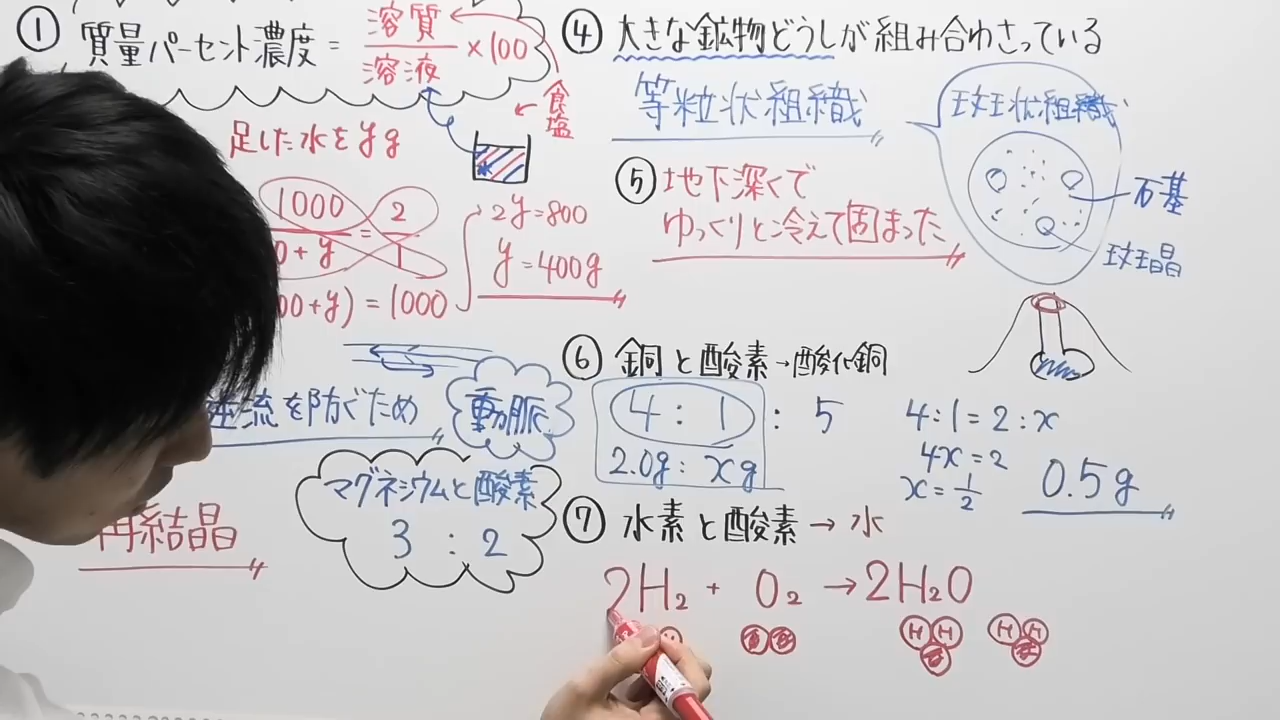 ① 質量パーセント濃度 = 溶質/溶液 ×100
食塩
足した水をyg
1000 2
0+y = 1
00+y) = 1000
2y=800
y=400g
逆流を防ぐため
動脈
マグネシウムと酸素
3 : 2
再結晶
④ 大きな鉱物どうしが組み合わさっている
等粒状組織
斑状組織
石基
斑晶
⑤ 地下深くで
ゆっくりと冷えて固まった
⑥ 銅と酸素→酸化銅
4 : 1 : 5
2.0g : xg
4:1=2:x
4x=2
x=1/2
0.5g
⑦ 水素と酸素→水
2H₂ + O₂ → 2H₂O
H H H H